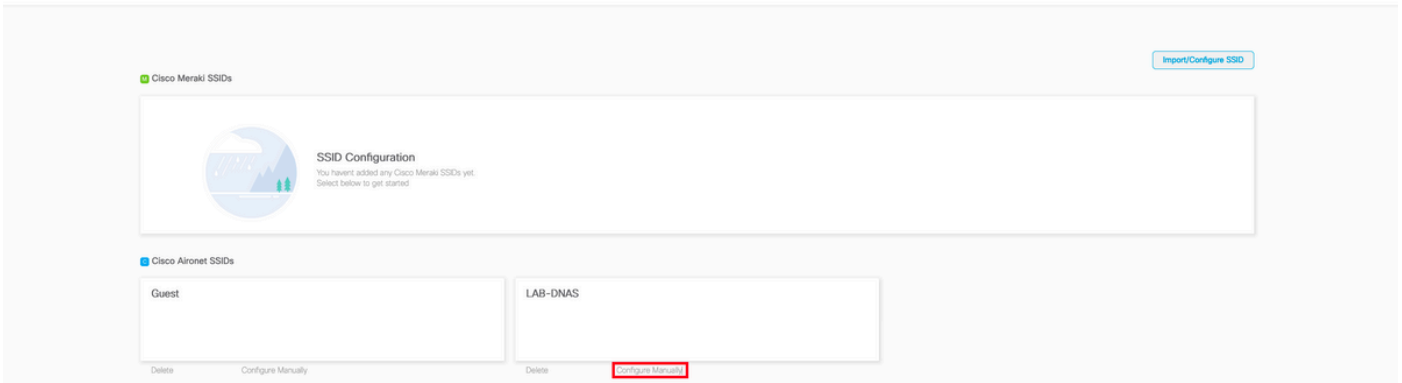 Import/Configure SSID
M Cisco Meraki SSIDs
SSID Configuration
You havent added any Cisco Meraki SSIDs yet.
Select below to get started
C Cisco Aironet SSIDs
Guest
LAB-DNAS
Delete Configure Manually
Delete Configure Manually